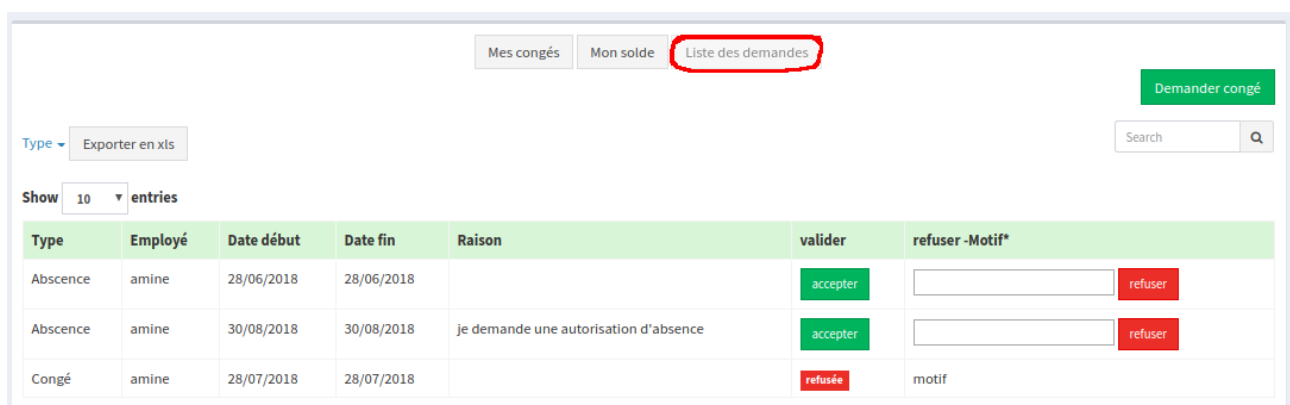 Mes congés Mon solde Liste des demandes
Demander congé
Type Exporter en xls Search
Show 10 entries
Type Employé Date début Date fin Raison valider refuser -Motif*
Abscence amine 28/06/2018 28/06/2018 accepter refuser
Abscence amine 30/08/2018 30/08/2018 je demande une autorisation d'absence accepter refuser
Congé amine 28/07/2018 28/07/2018 refusée motif